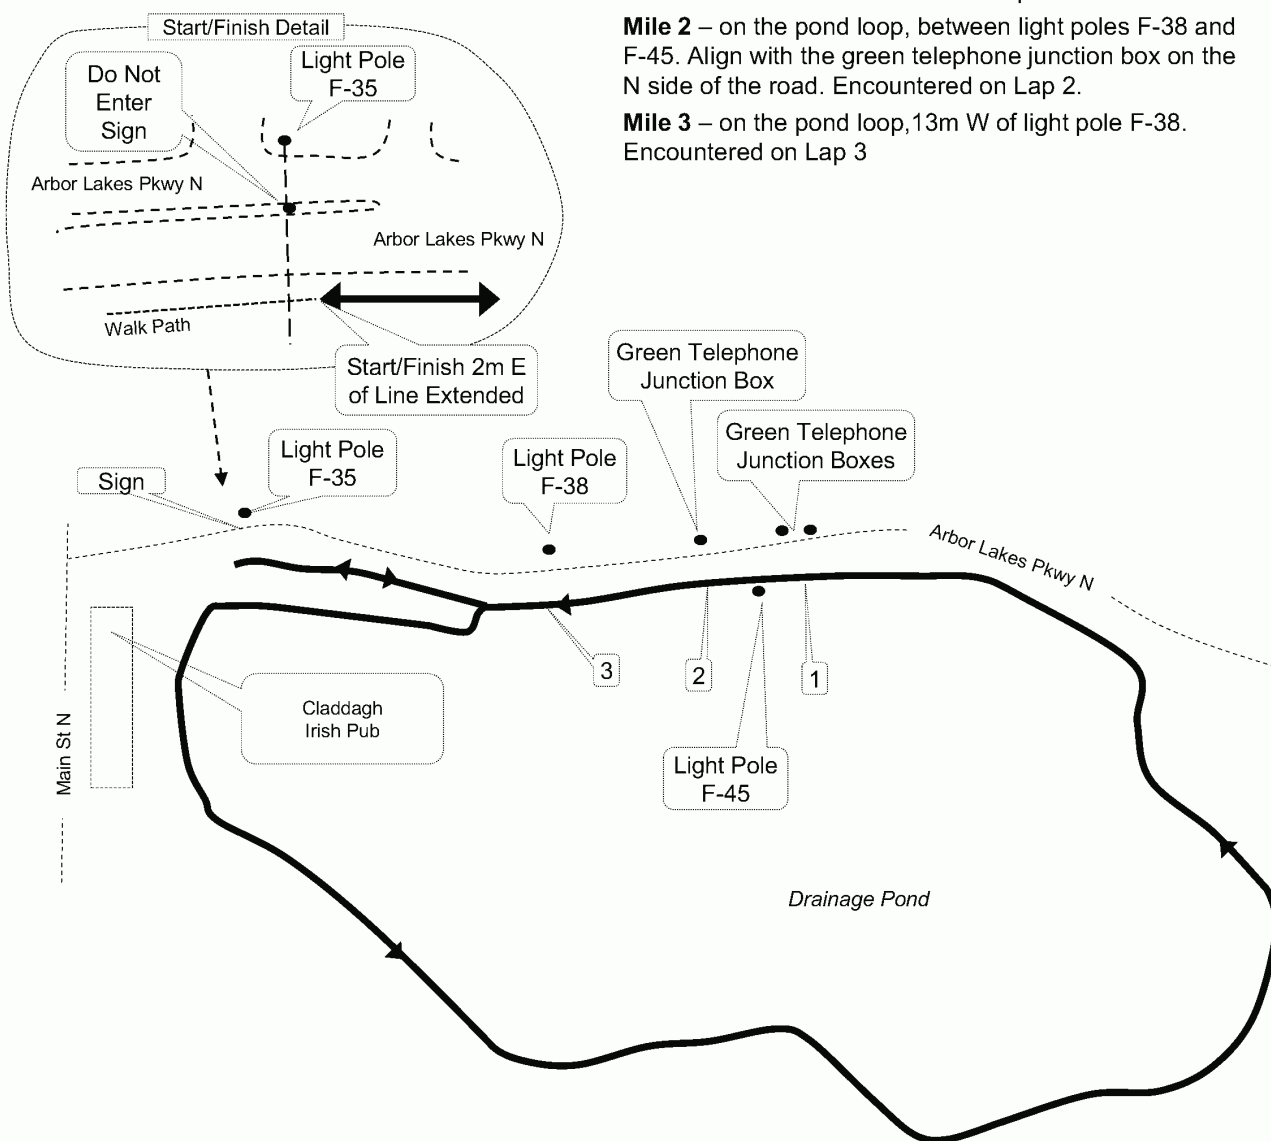 Start/Finish Detail
Do Not
Enter
Sign
Light Pole
F-35
Arbor Lakes Pkwy N
Arbor Lakes Pkwy N
Walk Path
Start/Finish 2m E
of Line Extended
Mile 2 – on the pond loop, between light poles F-38 and
F-45. Align with the green telephone junction box on the
N side of the road. Encountered on Lap 2.
Mile 3 – on the pond loop,13m W of light pole F-38.
Encountered on Lap 3
Green Telephone
Junction Box
Green Telephone
Junction Boxes
Light Pole
F-35
Light Pole
F-38
Sign
Arbor Lakes Pkwy N
3
2
1
Claddagh
Irish Pub
Main St N
Light Pole
F-45
Drainage Pond